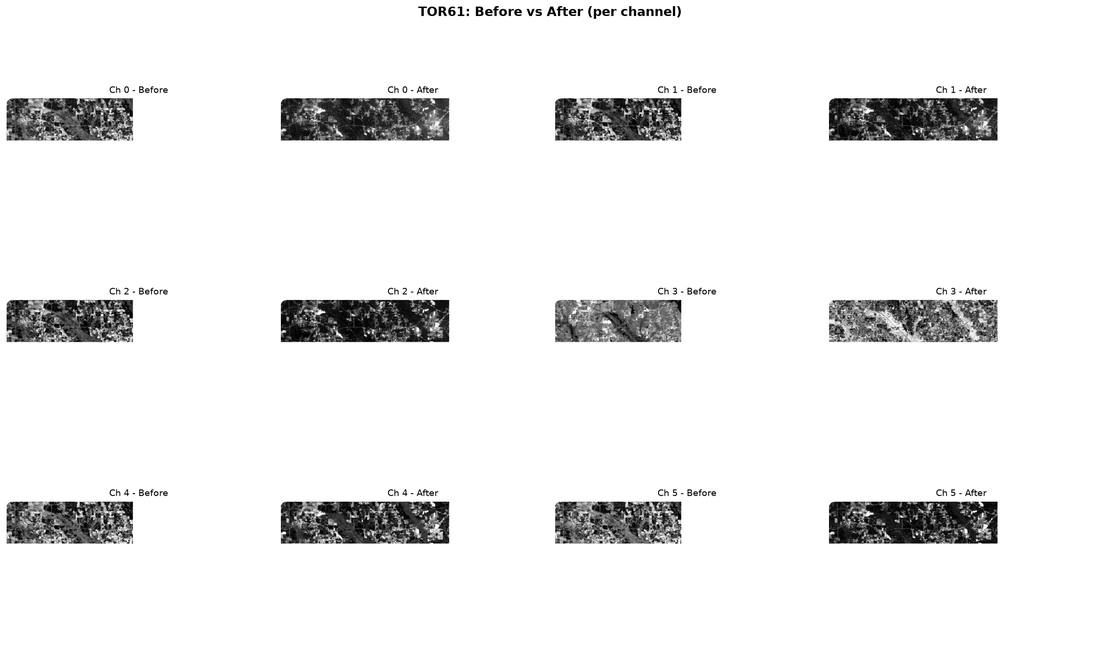 TOR61: Before vs After (per channel)
Ch 0 - Before
Ch 0 - After
Ch 1 - Before
Ch 1 - After
Ch 2 - Before
Ch 2 - After
Ch 3 - Before
Ch 3 - After
Ch 4 - Before
Ch 4 - After
Ch 5 - Before
Ch 5 - After